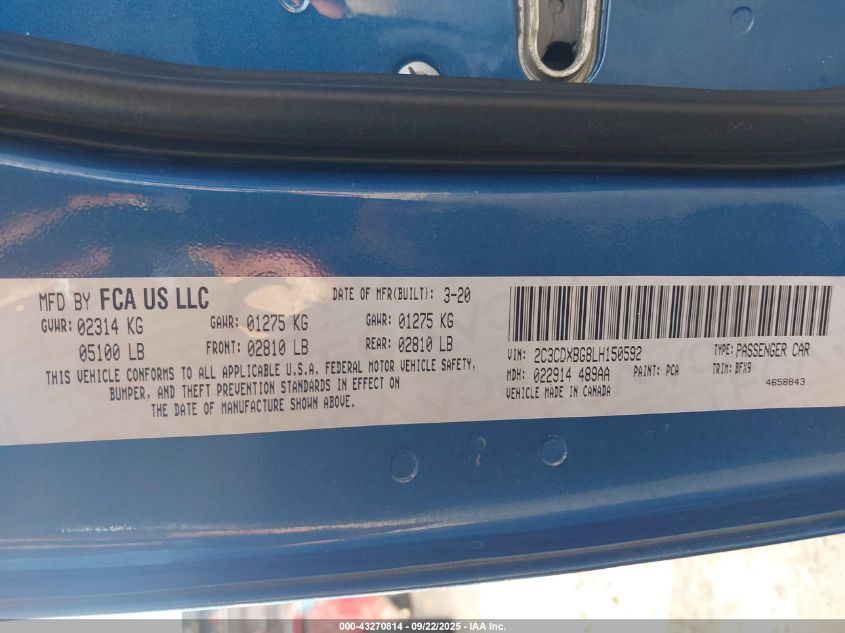 MFD BY FCA US LLC
DATE OF MFR(BUILT): 3-20
GVWR: 02314 KG GAWR: 01275 KG GAWR: 01275 KG
05100 LB FRONT: 02810 LB REAR: 02810 LB
THIS VEHICLE CONFORMS TO ALL APPLICABLE U.S.A. FEDERAL MOTOR VEHICLE SAFETY,
BUMPER, AND THEFT PREVENTION STANDARDS IN EFFECT ON
THE DATE OF MANUFACTURE SHOWN ABOVE.
VIN: 2C3CDXBG8LH150592 TYPE: PASSENGER CAR
MDH: 022914 489AA PAINT: PCA TRIM: BFX9
VEHICLE MADE IN CANADA 4658843
000-43270814 - 09/22/2025 - IAA Inc.